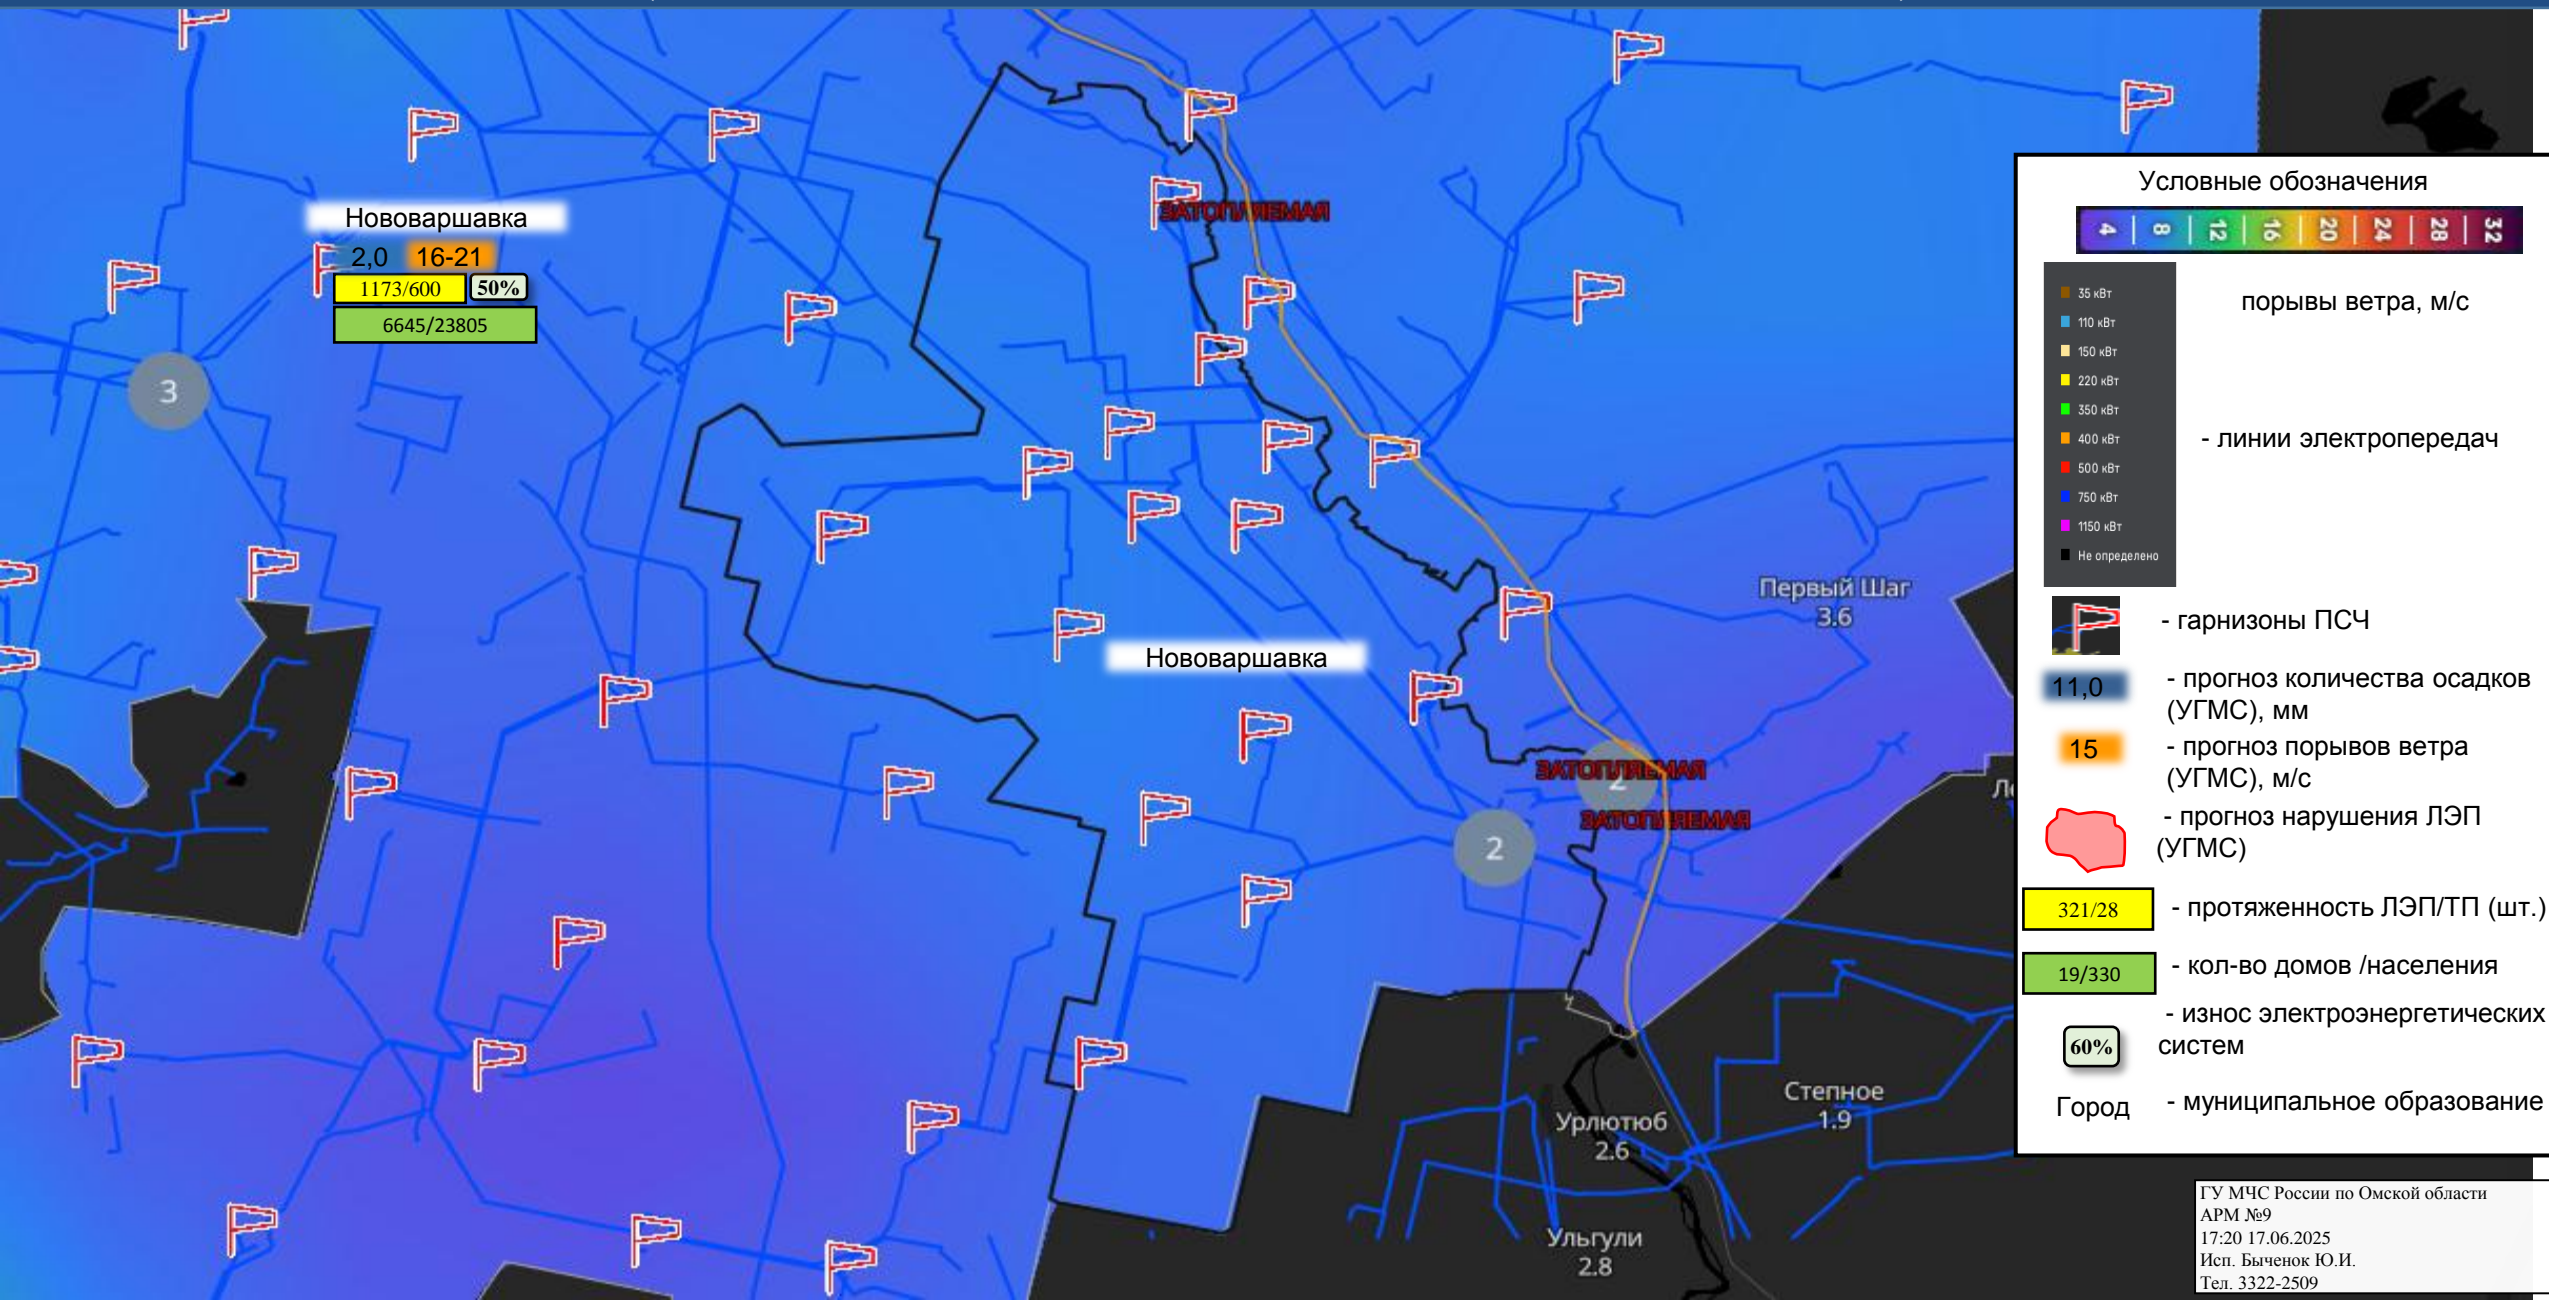 Нововаршавка
2,0 16-21
1173/600 50%
6645/23805
3
ЗАТОПЛЯЕМАЯ
Первый Шаг
3.6
Нововаршавка
ЗАТОПЛЯЕМАЯ
2
ЗАТОПЛЯЕМАЯ
2
Степное
1.9
Урлютюб
2.6
Ульгули
2.8
Условные обозначения
4 8 12 16 20 24 28 32
порывы ветра, м/с
35 кВт
110 кВт
150 кВт
220 кВт
350 кВт
400 кВт
500 кВт
750 кВт
1150 кВт
Не определено
- линии электропередач
- гарнизоны ПСЧ
11,0 - прогноз количества осадков
(УГМС), мм
15 - прогноз порывов ветра
(УГМС), м/с
- прогноз нарушения ЛЭП
(УГМС)
321/28 - протяженность ЛЭП/ТП (шт.)
19/330 - кол-во домов /населения
- износ электроэнергетических
60% систем
Город - муниципальное образование
ГУ МЧС России по Омской области
АРМ №9
17:20 17.06.2025
Исп. Быченок Ю.И.
Тел. 3322-2509